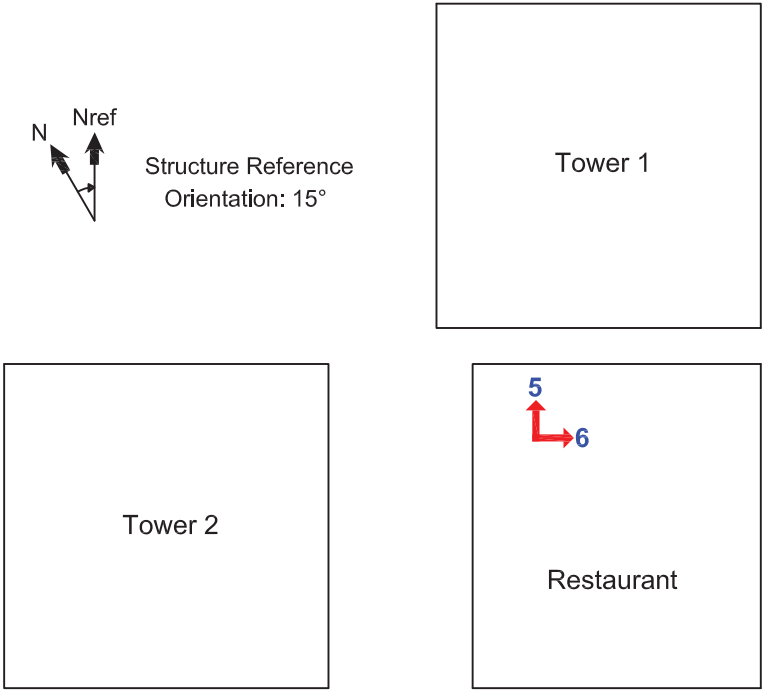 Nref
N
Structure Reference
Orientation: 15°
Tower 1
5
6
Tower 2
Restaurant